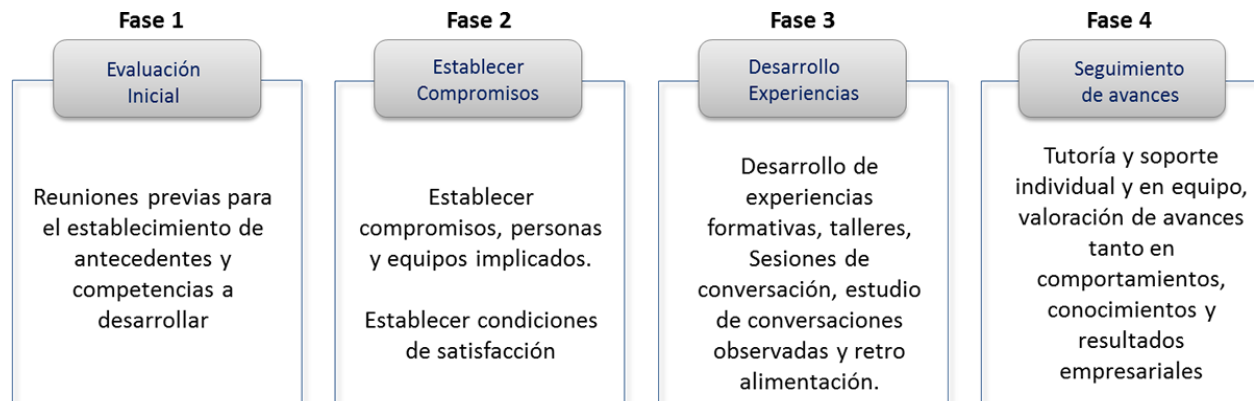 Fase 1
Evaluación
Inicial
Reuniones previas para
el establecimiento de
antecedentes y
competencias a
desarrollar
Fase 2
Establecer
Compromisos
Establecer
compromisos, personas
y equipos implicados.
Establecer condiciones
de satisfacción
Fase 3
Desarrollo
Experiencias
Desarrollo de
experiencias
formativas, talleres,
Sesiones de
conversación, estudio
de conversaciones
observadas y retro
alimentación.
Fase 4
Seguimiento
de avances
Tutoría y soporte
individual y en equipo,
valoración de avances
tanto en
comportamientos,
conocimientos y
resultados
empresariales